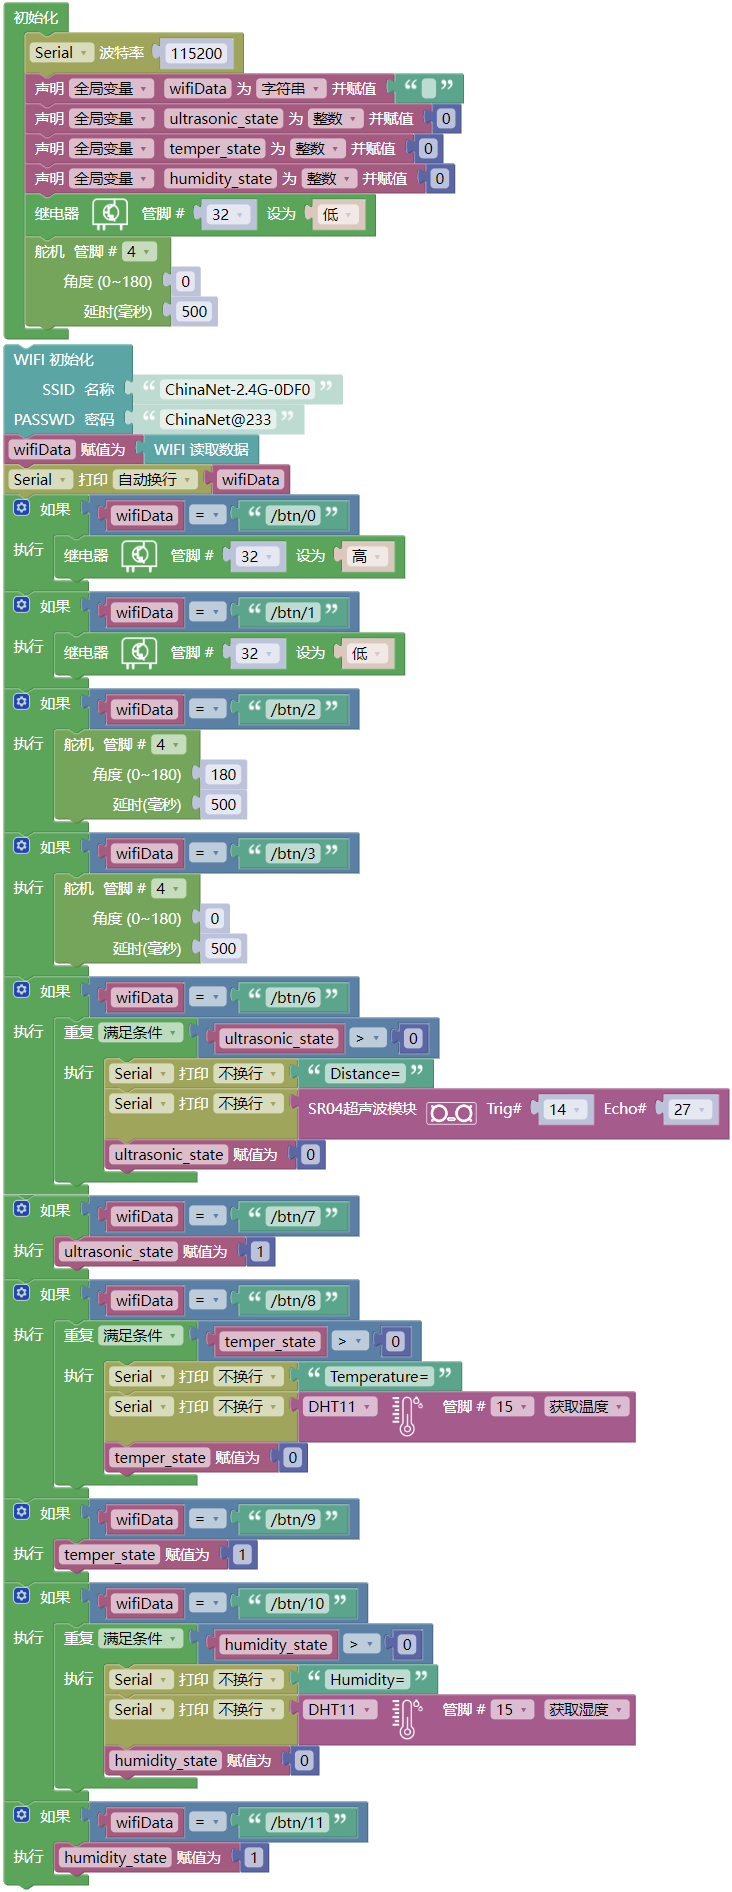 初始化
Serial 波特率 115200
声明 全局变量 wifiData 为 字符串 并赋值 “ ”
声明 全局变量 ultrasonic_state 为 整数 并赋值 0
声明 全局变量 temper_state 为 整数 并赋值 0
声明 全局变量 humidity_state 为 整数 并赋值 0
继电器 管脚 # 32 设为 低
舵机 管脚 # 4
角度 (0~180) 0
延时(毫秒) 500
WIFI 初始化
SSID 名称 “ ChinaNet-2.4G-0DF0 ”
PASSWD 密码 “ ChinaNet@233 ”
wifiData 赋值为 WIFI 读取数据
Serial 打印 自动换行 wifiData
如果 wifiData = “ /btn/0 ”
执行 继电器 管脚 # 32 设为 高
如果 wifiData = “ /btn/1 ”
执行 继电器 管脚 # 32 设为 低
如果 wifiData = “ /btn/2 ”
执行 舵机 管脚 # 4
角度 (0~180) 180
延时(毫秒) 500
如果 wifiData = “ /btn/3 ”
执行 舵机 管脚 # 4
角度 (0~180) 0
延时(毫秒) 500
如果 wifiData = “ /btn/6 ”
执行 重复 满足条件 ultrasonic_state > 0
执行 Serial 打印 不换行 “ Distance= ”
Serial 打印 不换行 SR04超声波模块 Trig# 14 Echo# 27
ultrasonic_state 赋值为 0
如果 wifiData = “ /btn/7 ”
执行 ultrasonic_state 赋值为 1
如果 wifiData = “ /btn/8 ”
执行 重复 满足条件 temper_state > 0
执行 Serial 打印 不换行 “ Temperature= ”
Serial 打印 不换行 DHT11 管脚 # 15 获取温度
temper_state 赋值为 0
如果 wifiData = “ /btn/9 ”
执行 temper_state 赋值为 1
如果 wifiData = “ /btn/10 ”
执行 重复 满足条件 humidity_state > 0
执行 Serial 打印 不换行 “ Humidity= ”
Serial 打印 不换行 DHT11 管脚 # 15 获取湿度
humidity_state 赋值为 0
如果 wifiData = “ /btn/11 ”
执行 humidity_state 赋值为 1